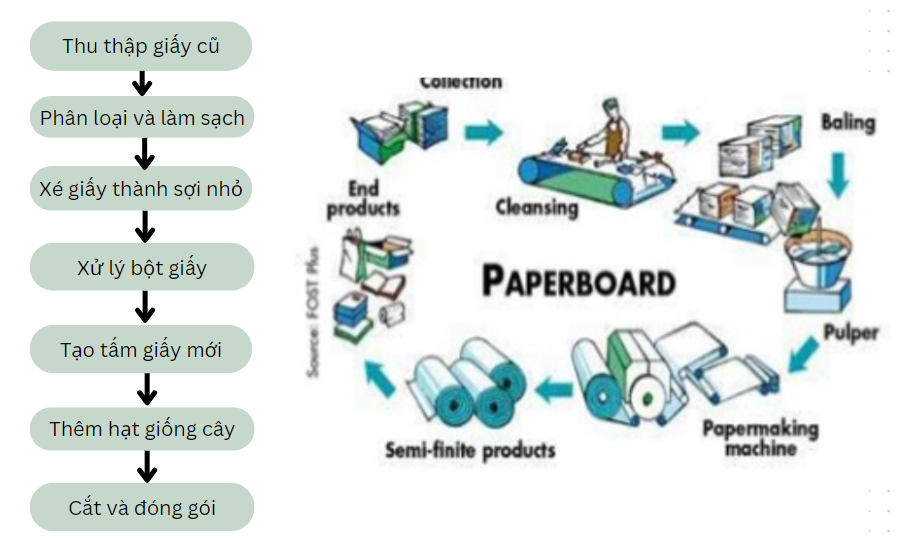 Thu thập giấy cũ
Phân loại và làm sạch
Xé giấy thành sợi nhỏ
Xử lý bột giấy
Tạo tấm giấy mới
Thêm hạt giống cây
Cắt và đóng gói
Collection
Baling
End
products
Cleansing
PAPERBOARD
Source: FOST Plus
Pulper
Papermaking
machine
Semi-finite products